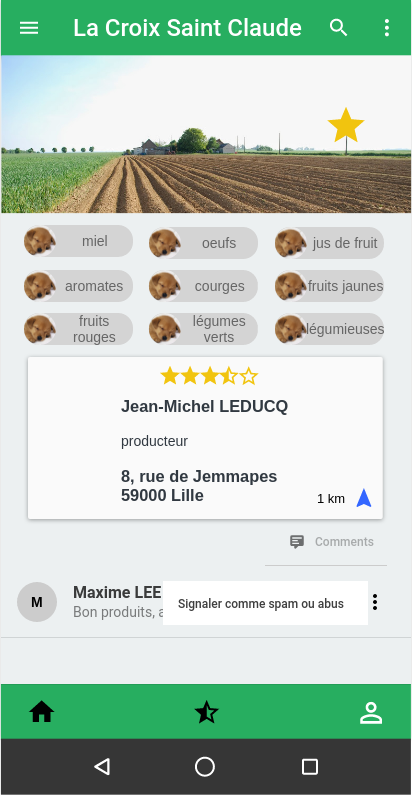 La Croix Saint Claude
miel
oeufs
jus de fruit
aromates
courges
fruits jaunes
fruits
rouges
légumes
verts
légumieuses
Jean-Michel LEDUCQ
producteur
8, rue de Jemmapes
59000 Lille
1 km
Comments
M
Maxime LEE
Signaler comme spam ou abus
Bon produits, a